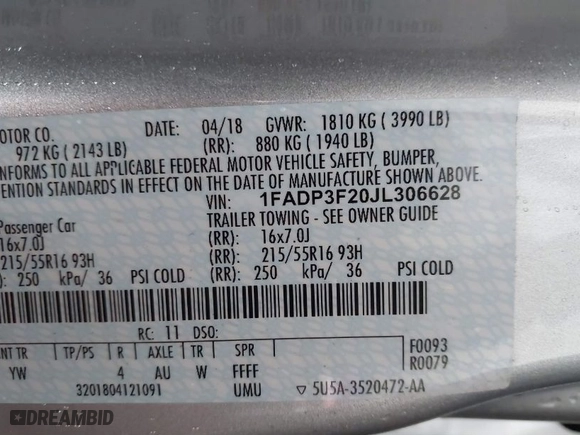 OTOR CO. DATE: 04/18 GVWR: 1810 KG ( 3990 LB)
972 KG ( 2143 LB) (RR): 880 KG ( 1940 LB)
NFORMS TO ALL APPLICABLE FEDERAL MOTOR VEHICLE SAFETY, BUMPER,
ENTION STANDARDS IN EFFECT ON THE DATE OF MANUFACTURE SHOWN ABOVE.
VIN: 1FADP3F20JL306628
Passenger Car TRAILER TOWING - SEE OWNER GUIDE
16x7.0J (RR): 16x7.0J
215/55R16 93H (RR): 215/55R16 93H
: 250 kPa/ 36 PSI COLD (RR): 250 kPa/ 36 PSI COLD
RC: 11 DSO:
NT TR TP/PS R AXLE TR SPR F0093
YW 4 AU W FFFF R0079
3201804121091 UMU ▽ 5U5A-3520472-AA
DREAMBID